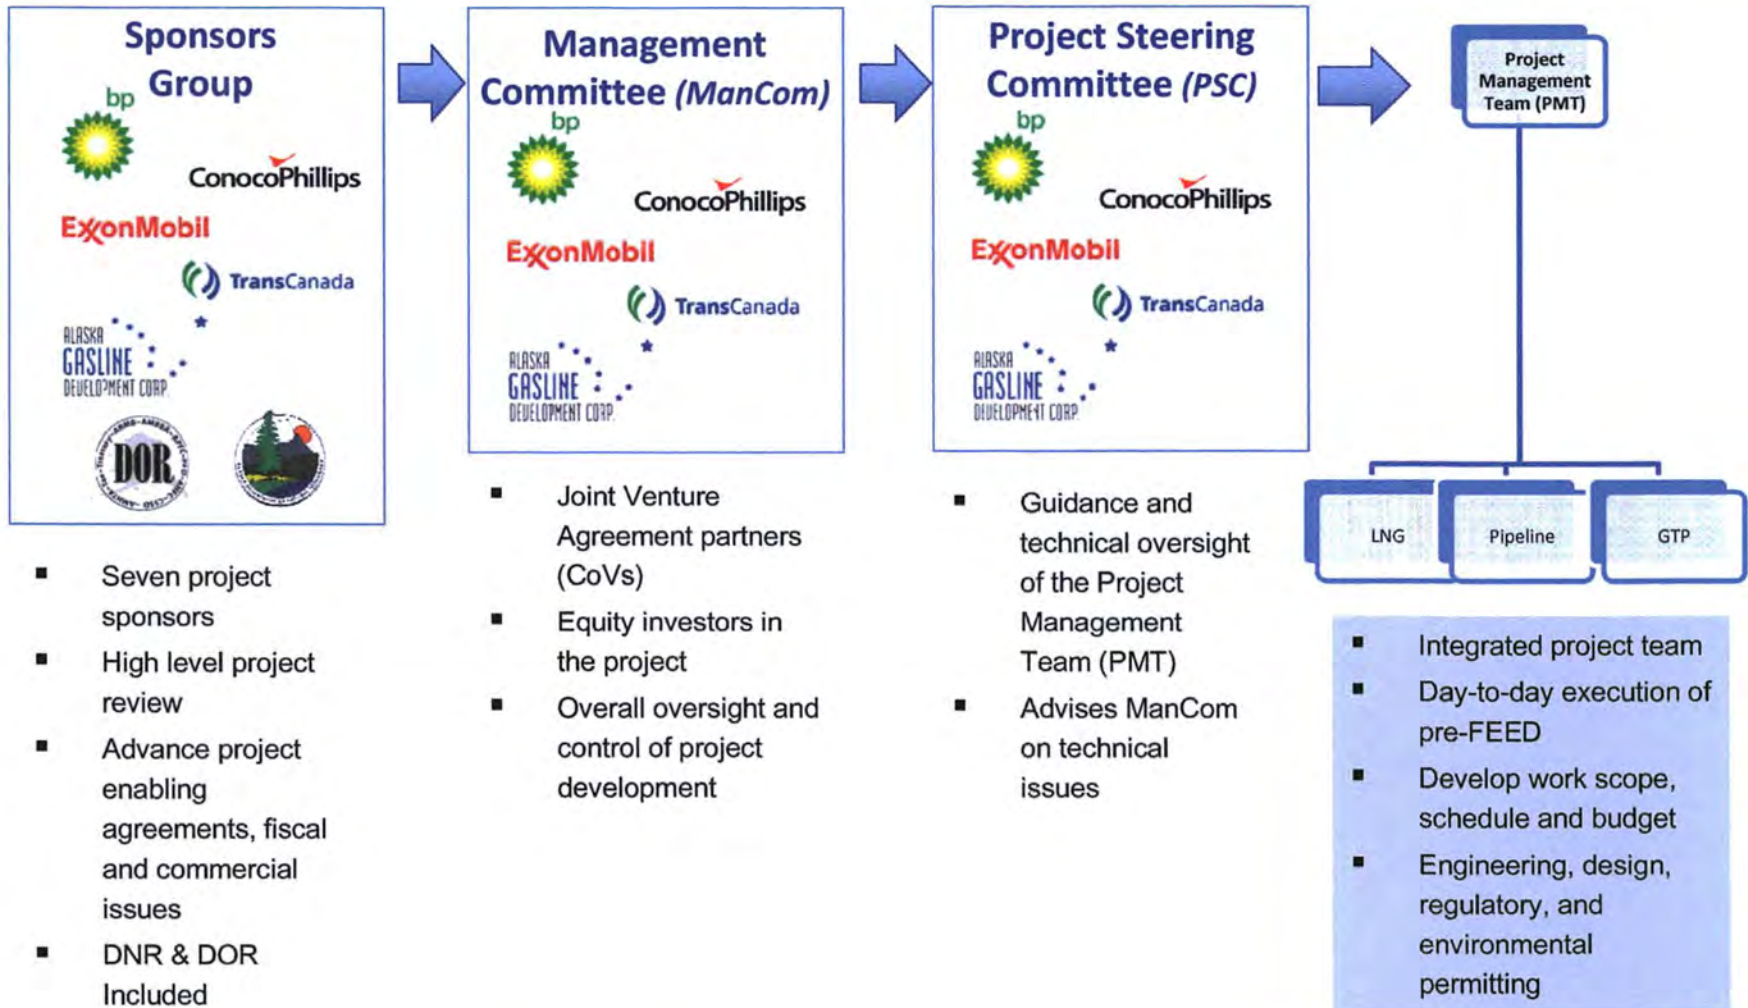 Sponsors
Group
bp
ConocoPhillips
ExxonMobil
TransCanada
ALASKA
GASLINE
DEVELOPMENT CORP.
DOR
Seven project
sponsors
High level project
review
Advance project
enabling
agreements, fiscal
and commercial
issues
DNR & DOR
Included
Management
Committee (ManCom)
bp
ConocoPhillips
ExxonMobil
TransCanada
ALASKA
GASLINE
DEVELOPMENT CORP.
Joint Venture
Agreement partners
(CoVs)
Equity investors in
the project
Overall oversight and
control of project
development
Project Steering
Committee (PSC)
bp
ConocoPhillips
ExxonMobil
TransCanada
ALASKA
GASLINE
DEVELOPMENT CORP.
Guidance and
technical oversight
of the Project
Management
Team (PMT)
Advises ManCom
on technical
issues
Project
Management
Team (PMT)
LNG
Pipeline
GTP
Integrated project team
Day-to-day execution of
pre-FEED
Develop work scope,
schedule and budget
Engineering, design,
regulatory, and
environmental
permitting